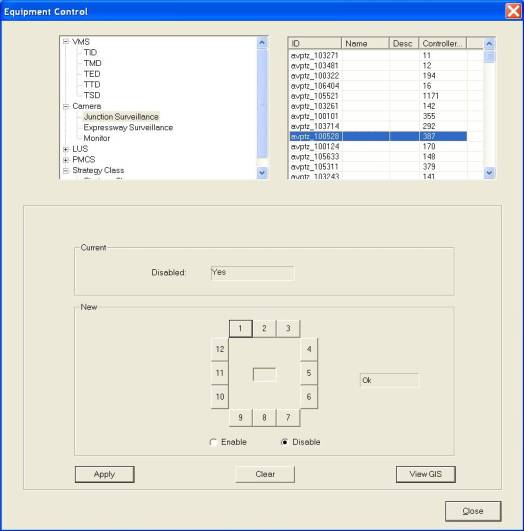 Equipment Control
VMS
TID
TMD
TED
TTD
TSD
Camera
Junction Surveillance
Expressway Surveillance
Monitor
LUS
PMCS
Strategy Class
ID Name Desc Controller...
avptz_103271 11
avptz_103481 12
avptz_100322 194
avptz_106404 16
avptz_105521 1171
avptz_103261 142
avptz_100101 355
avptz_103714 292
avptz_100528 387
avptz_100124 170
avptz_105633 148
avptz_105311 379
avptz_103243 141
Current
Disabled: Yes
New
1 2 3
12 4
11 5
Ok
10 6
9 8 7
Enable Disable
Apply Clear View GIS
Close